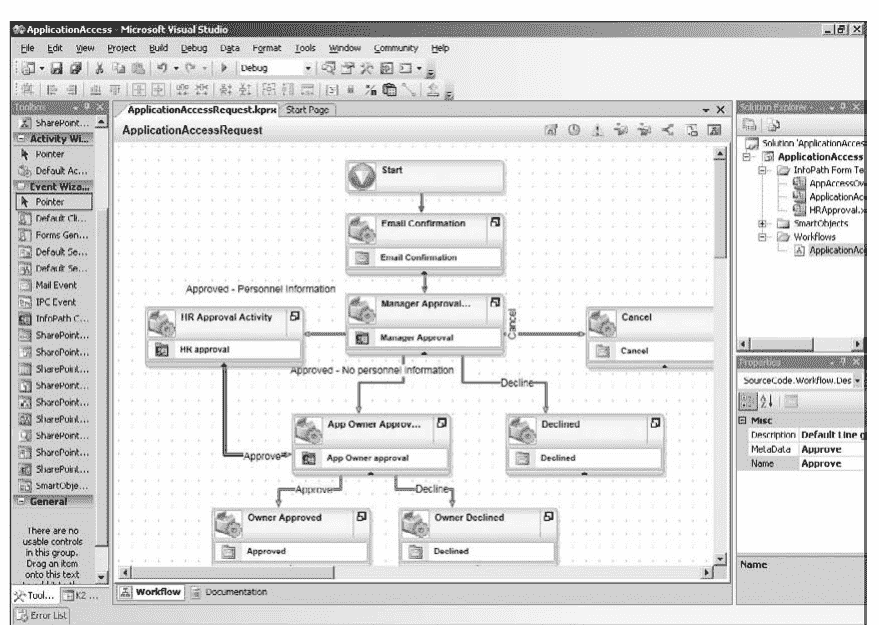 ApplicationAccess - Microsoft Visual Studio
File Edit View Project Build Debug Data Format Tools Window Community Help
Debug
Toolbox
SharePoint...
Activity Wi...
Pointer
Default Ac...
Event Wiza...
Pointer
Default Cli...
Forms Gen...
Default Se...
Default Se...
Mail Event
IPC Event
InfoPath C...
SharePoint...
SharePoint...
SharePoint...
SharePoint...
SharePoint...
SharePoint...
SharePoint...
SharePoint...
SharePoint...
SmartObje...
General
There are no
usable controls
in this group.
Drag an item
onto this text
Tool...
K2 ...
Error List
ApplicationAccessRequest.kprx Start Page
ApplicationAccessRequest
Start
Email Confirmation
Email Confirmation
Approved - Personnel Information
Manager Approval...
Manager Approval
HR Approval Activity
HR approval
Cancel
Cancel
Cancel
Approved - No personnel information
Decline
App Owner Approv...
App Owner approval
Declined
Declined
Approve
Approve
Decline
Owner Approved
Approved
Owner Declined
Declined
Workflow Documentation
Solution Explorer - ...
Solution 'ApplicationAcces
ApplicationAccess
InfoPath Form Te
AppAccessOw
ApplicationAcc
HRApproval.x
SmartObjects
Workflows
ApplicationAcc
Properties
SourceCode.Workflow.Des
Misc
Description Default Line g
MetaData Approve
Name Approve
Name